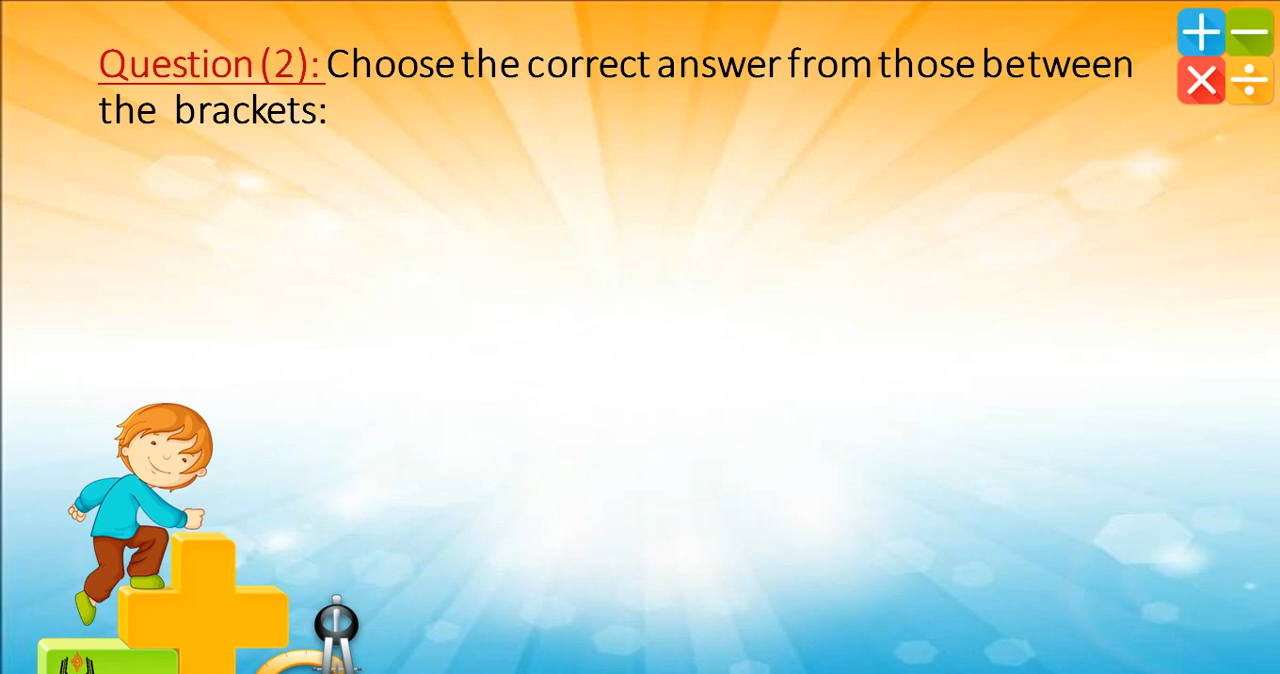 Question (2): Choose the correct answer from those between
the brackets: